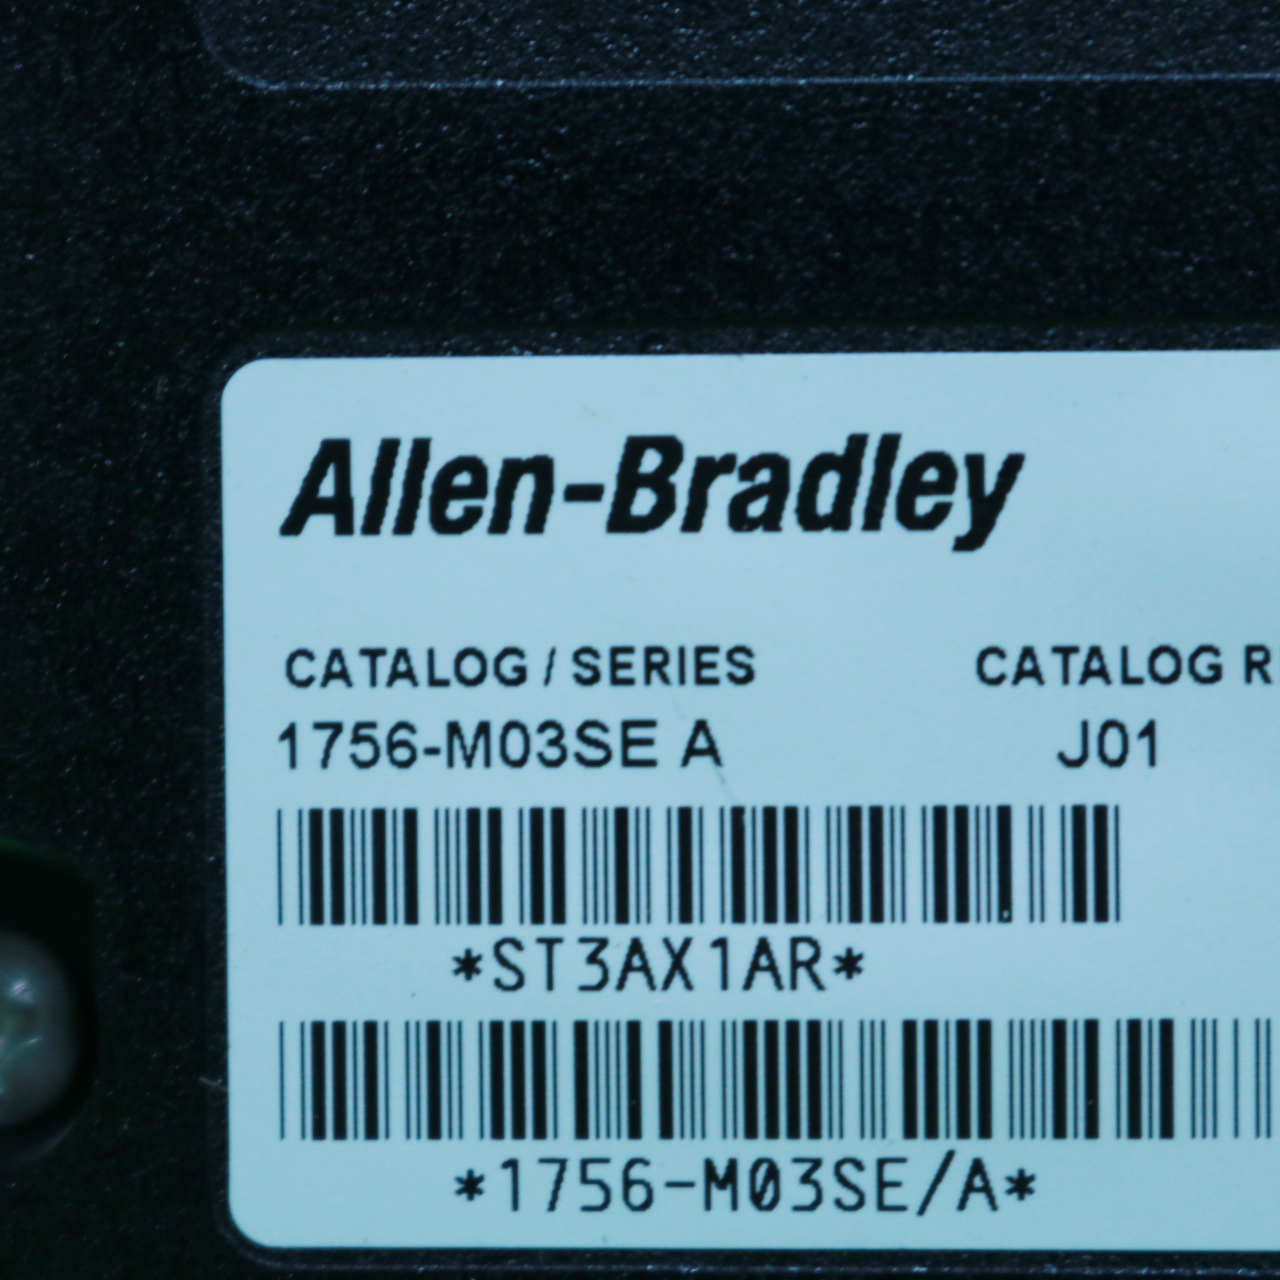 Allen-Bradley
CATALOG / SERIES CATALOG R
1756-M03SE A J01
*ST3AX1AR*
*1756-M03SE/A*